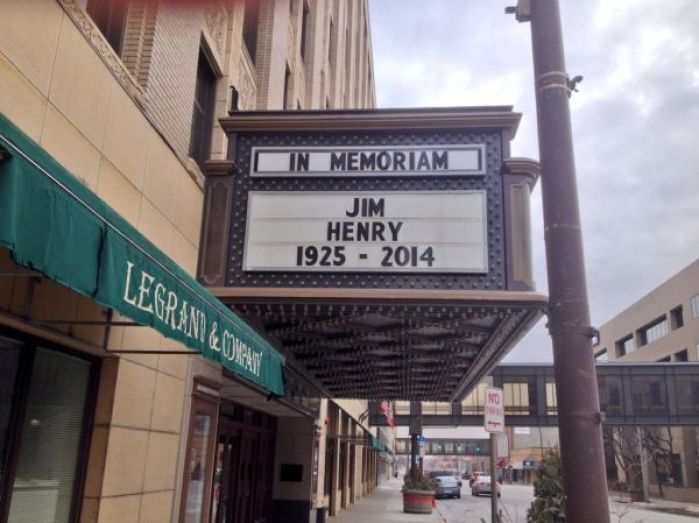 IN MEMORIAM
JIM
HENRY
1925 - 2014
LEGRAND & COMPANY
NO
PARKING